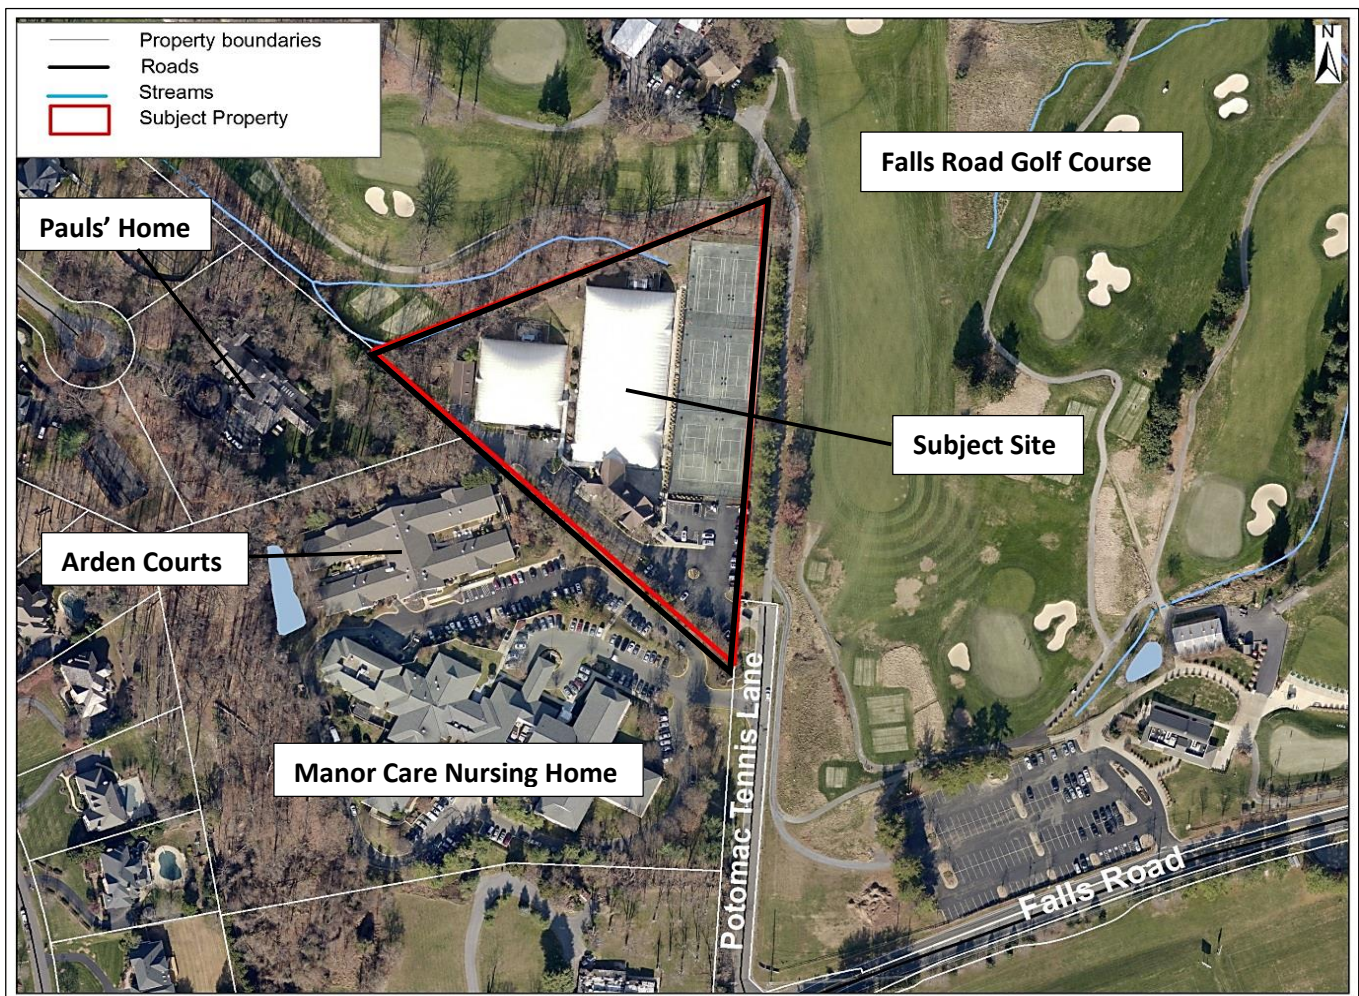 Property boundaries
Roads
Streams
Subject Property
N
Falls Road Golf Course
Pauls’ Home
Subject Site
Arden Courts
Manor Care Nursing Home
Potomac Tennis Lane
Falls Road